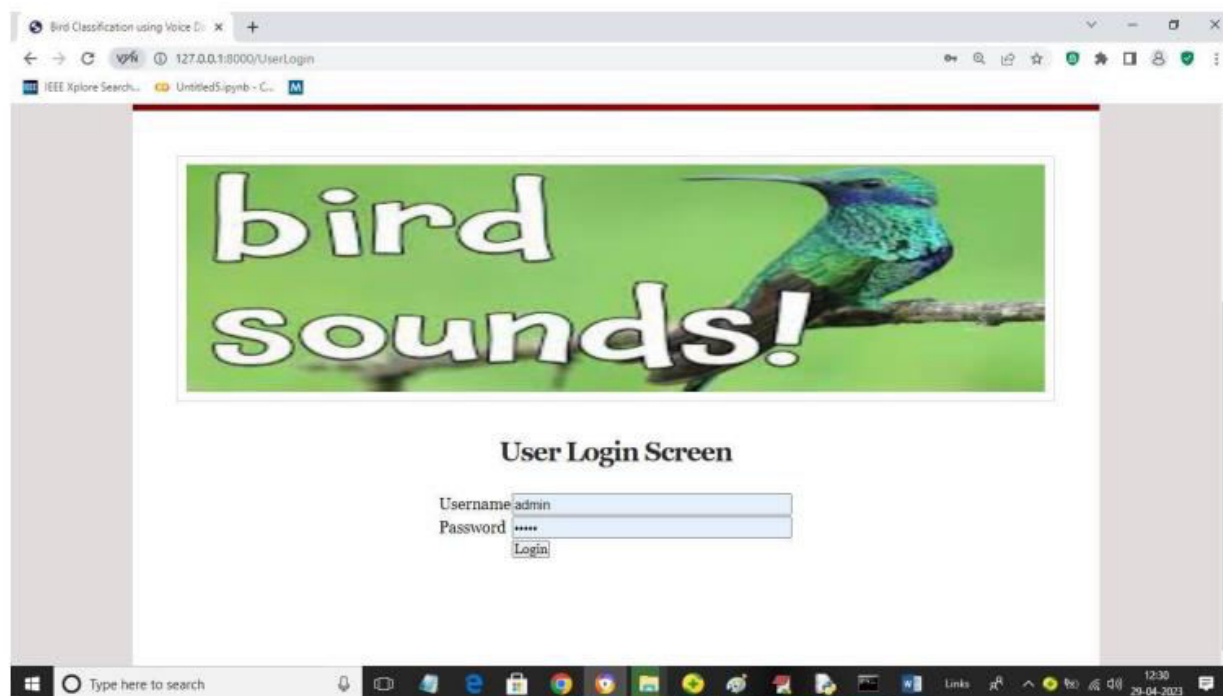 Bird Classification using Voice D
VPN 127.0.0.1:8000/UserLogin
IEEE Xplore Search... Untitled5.ipynb - C... M
bird
sounds!
User Login Screen
Username admin
Password •••••
Login
Type here to search
Links
12:30
29-04-2023